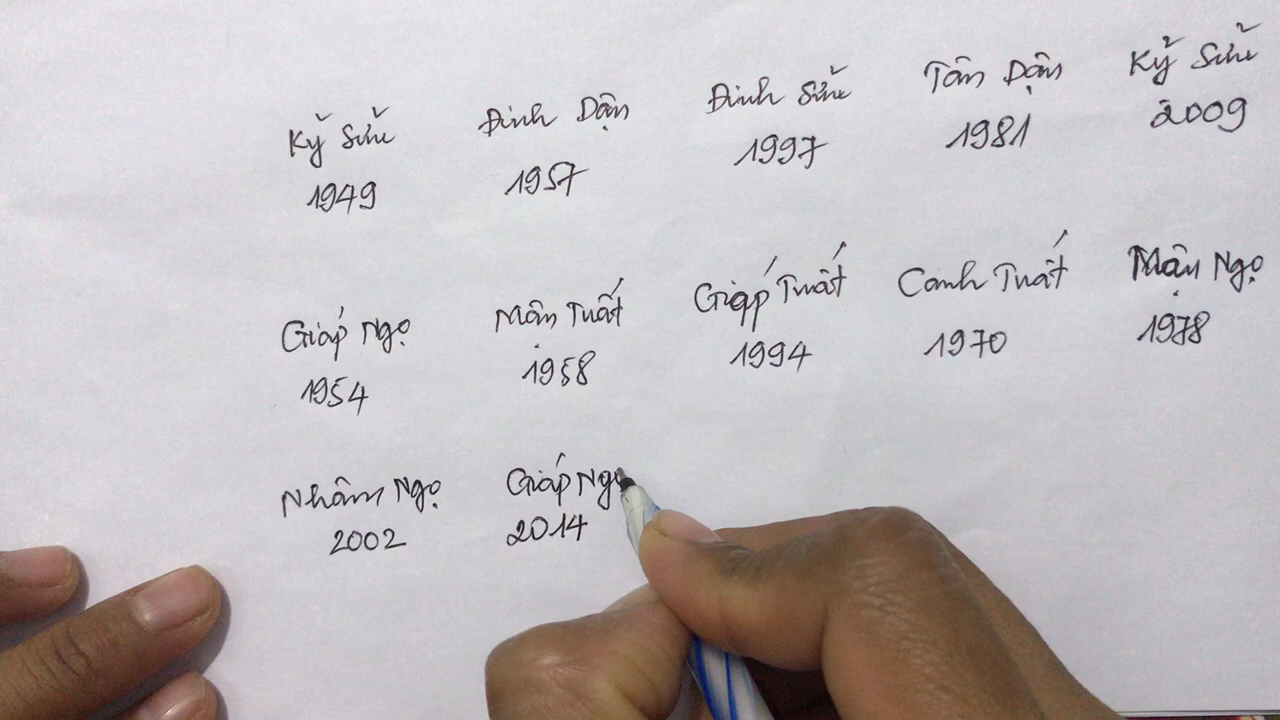 Kỷ Sửu Đinh Dậu Đinh Sửu Tân Dậu Kỷ Sửu
1949 1957 1997 1981 2009
Giáp Ngọ Mậu Tuất Giáp Tuất Canh Tuất Mậu Ngọ
1954 1958 1994 1970 1978
Nhâm Ngọ Giáp Ngọ
2002 2014